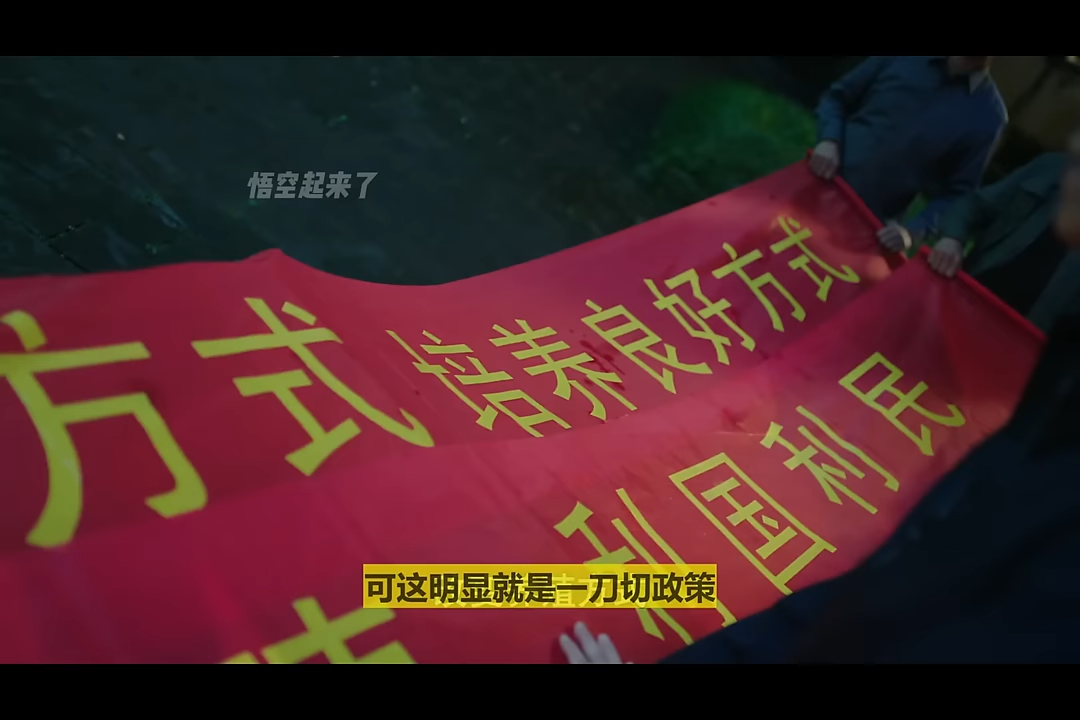 悟空起来了
方式 培养良好方式
利国利民
可这明显就是一刀切政策